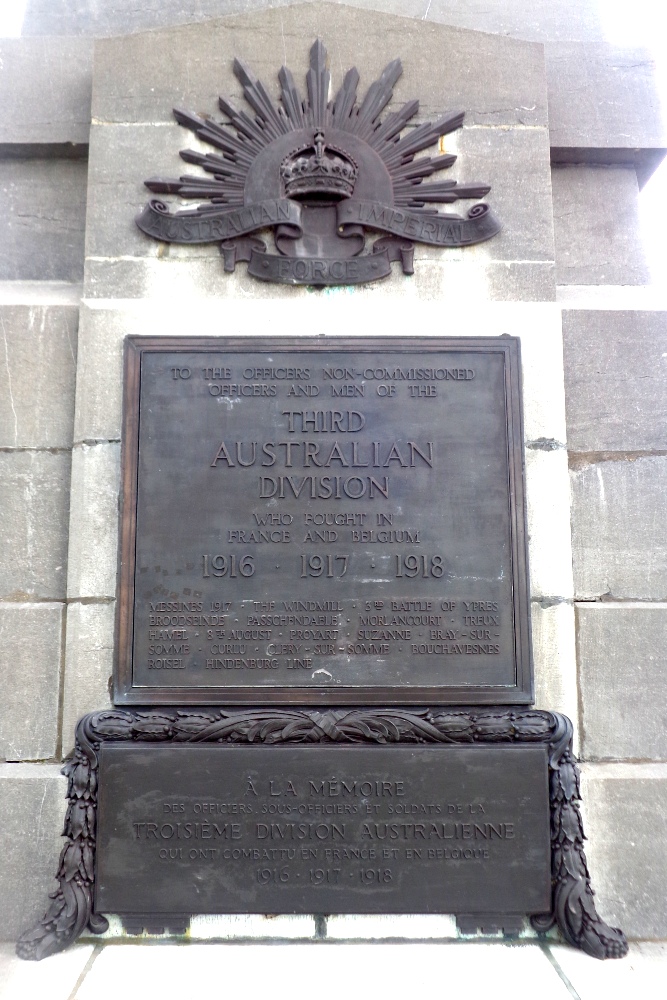 AUSTRALIAN IMPERIAL
FORCE
TO THE OFFICERS NON-COMMISSIONED
OFFICERS AND MEN OF THE
THIRD
AUSTRALIAN
DIVISION
WHO FOUGHT IN
FRANCE AND BELGIUM
1916 · 1917 · 1918
MESSINES 1917 · THE WINDMILL · 3RD BATTLE OF YPRES
BROODSEINDE · PASSCHENDAELE · MORLANCOURT · TREUX
HAMEL · 8TH AUGUST · PROYART · SUZANNE · BRAY-SUR-
SOMME · CURLU · CLERY-SUR-SOMME · BOUCHAVESNES
ROISEL · HINDENBURG LINE
À LA MÉMOIRE
DES OFFICIERS, SOUS-OFFICIERS ET SOLDATS DE LA
TROISIÈME DIVISION AUSTRALIENNE
QUI ONT COMBATTU EN FRANCE ET EN BELGIQUE
1916 · 1917 · 1918